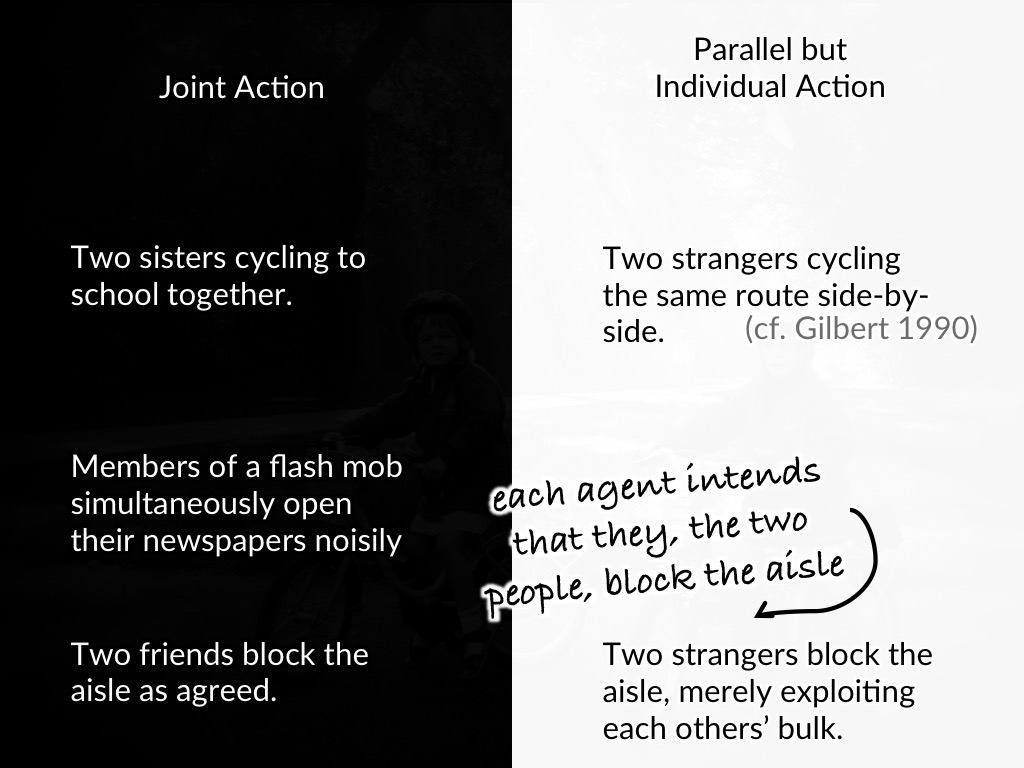 Joint Action
Parallel but
Individual Action
Two sisters cycling to
school together.
Two strangers cycling
the same route side-by-
side.
(cf. Gilbert 1990)
Members of a flash mob
simultaneously open
their newspapers noisily
each agent intends
that they, the two
people, block the aisle
Two friends block the
aisle as agreed.
Two strangers block the
aisle, merely exploiting
each others’ bulk.